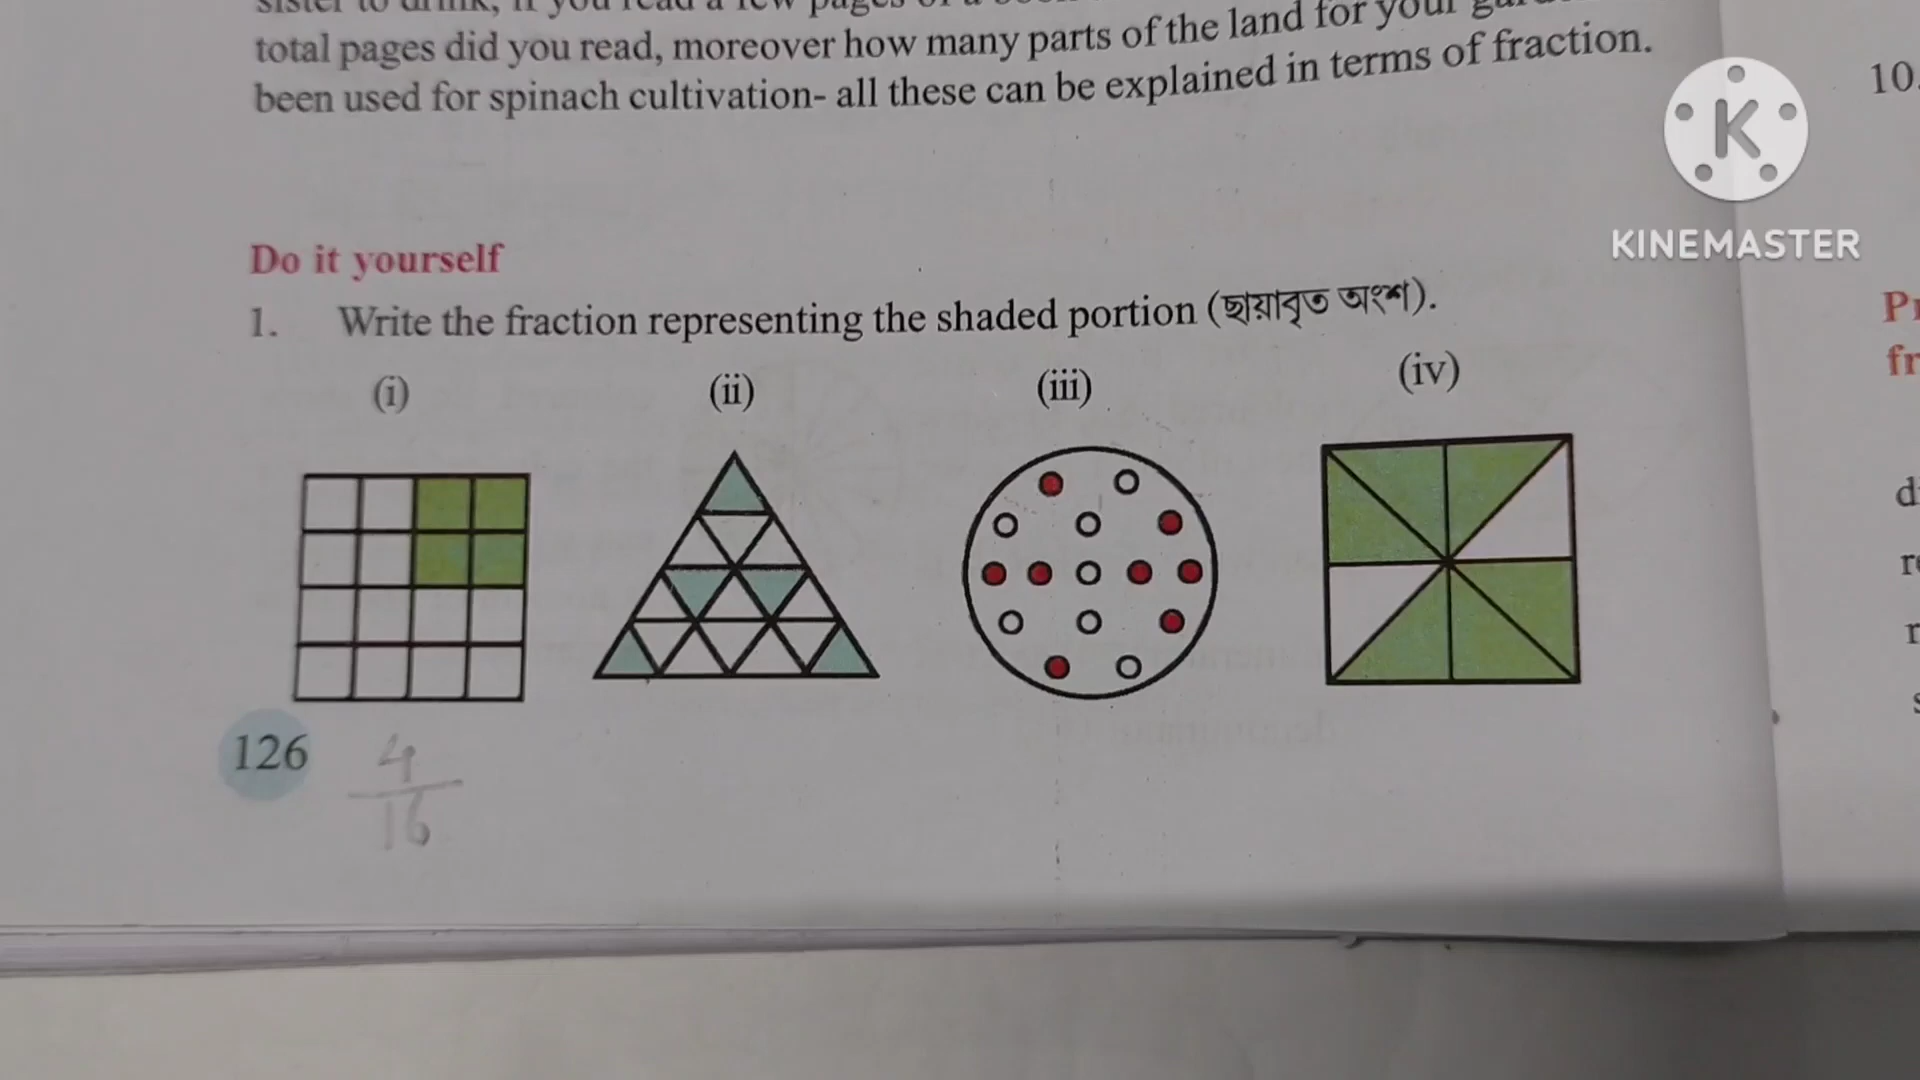 total pages did you read, moreover how many parts of the land for your
been used for spinach cultivation- all these can be explained in terms of fraction.
K
KINEMASTER
10.
Do it yourself
1. Write the fraction representing the shaded portion (ছায়াবৃত অংশ).
(i) (ii) (iii) (iv)
126
4
16